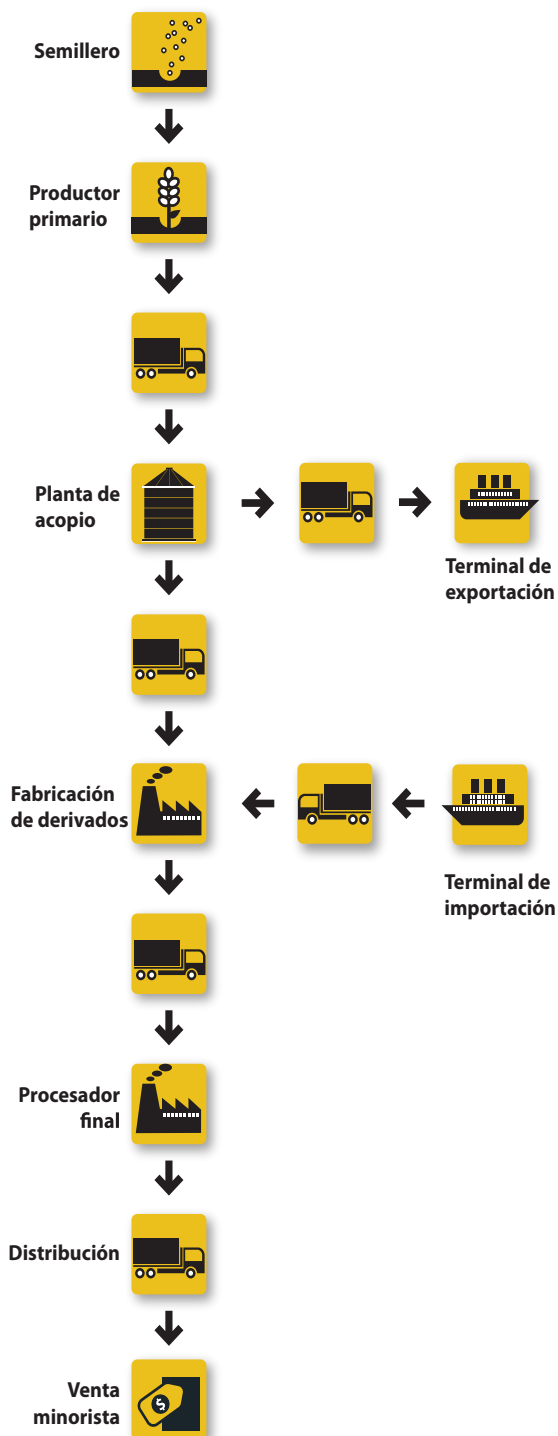 Semillero
Productor
primario
Planta de
acopio
Terminal de
exportación
Fabricación
de derivados
Terminal de
importación
Procesador
final
Distribución
Venta
minorista
$